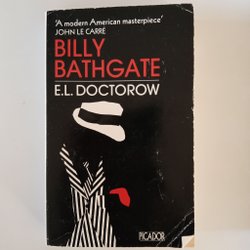 'A modern American masterpiece'
JOHN LE CARRÉ
BILLY
BATHGATE
E.L. DOCTOROW
PICADOR